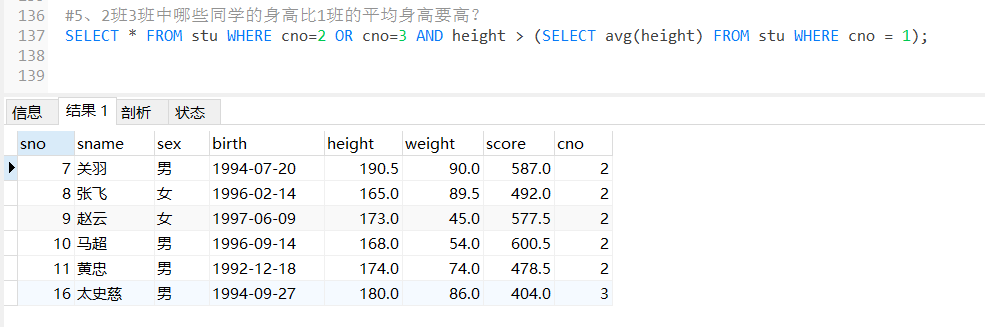 136 #5、2班3班中哪些同学的身高比1班的平均身高要高?
137 SELECT * FROM stu WHERE cno=2 OR cno=3 AND height > (SELECT avg(height) FROM stu WHERE cno = 1);
138
139
信息 结果 1 剖析 状态
sno sname sex birth height weight score cno
7 关羽 男 1994-07-20 190.5 90.0 587.0 2
8 张飞 女 1996-02-14 165.0 89.5 492.0 2
9 赵云 女 1997-06-09 173.0 45.0 577.5 2
10 马超 男 1996-09-14 168.0 54.0 600.5 2
11 黄忠 男 1992-12-18 174.0 74.0 478.5 2
16 太史慈 男 1994-09-27 180.0 86.0 404.0 3